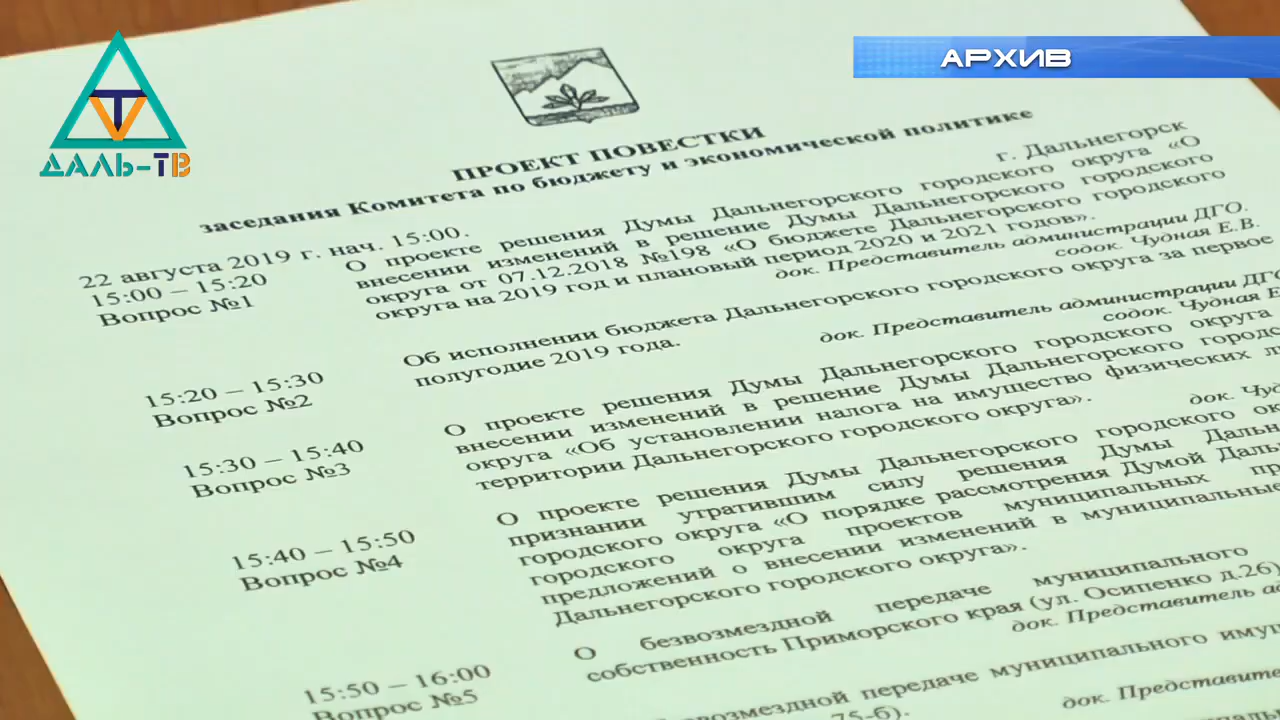 АРХИВ
ДАЛЬ-ТВ
ПРОЕКТ ПОВЕСТКИ
заседания Комитета по бюджету и экономической политике
г. Дальнегорск
22 августа 2019 г. нач. 15:00.
15:00 – 15:20
Вопрос №1
О проекте решения Думы Дальнегорского городского округа «О
внесении изменений в решение Думы Дальнегорского городского
округа от 07.12.2018 №198 «О бюджете Дальнегорского городского
округа на 2019 год и плановый период 2020 и 2021 годов».
док. Представитель администрации ДГО.
содок. Чудная Е.В.
15:20 – 15:30
Вопрос №2
Об исполнении бюджета Дальнегорского городского округа за первое
полугодие 2019 года.
док. Представитель администрации ДГО
содок. Чудная Е
15:30 – 15:40
Вопрос №3
О проекте решения Думы Дальнегорского городского округа
внесении изменений в решение Думы Дальнегорского
округа «Об установлении налога на имущество физических
территории Дальнегорского городского округа».
док.
15:40 – 15:50
Вопрос №4
О проекте решения Думы Дальнегорского городского
признании утратившим силу решения Думы
городского округа «О порядке рассмотрения Думой
городского округа проектов муниципальных
предложений о внесении изменений в муниципальные
Дальнегорского городского округа».
15:50 – 16:00
Вопрос №5
О безвозмездной передаче муниципального
собственность Приморского края (ул. Осипенко д.26)
док. Представитель
передаче муниципального
75-б).
док.